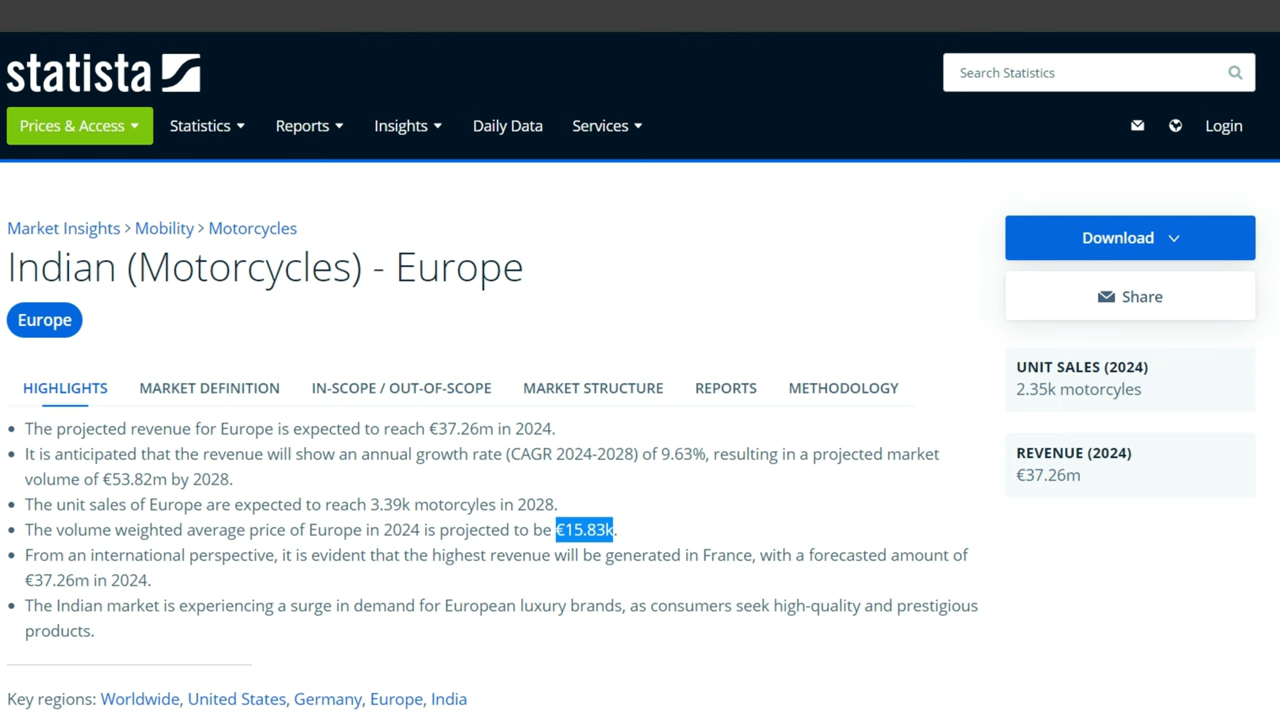 statista
Search Statistics
Prices & Access Statistics Reports Insights Daily Data Services Login
Market Insights > Mobility > Motorcycles
Indian (Motorcycles) - Europe
Europe
Download
Share
HIGHLIGHTS MARKET DEFINITION IN-SCOPE / OUT-OF-SCOPE MARKET STRUCTURE REPORTS METHODOLOGY
• The projected revenue for Europe is expected to reach €37.26m in 2024.
• It is anticipated that the revenue will show an annual growth rate (CAGR 2024-2028) of 9.63%, resulting in a projected market
volume of €53.82m by 2028.
• The unit sales of Europe are expected to reach 3.39k motorcyles in 2028.
• The volume weighted average price of Europe in 2024 is projected to be €15.83k.
• From an international perspective, it is evident that the highest revenue will be generated in France, with a forecasted amount of
€37.26m in 2024.
• The Indian market is experiencing a surge in demand for European luxury brands, as consumers seek high-quality and prestigious
products.
UNIT SALES (2024)
2.35k motorcyles
REVENUE (2024)
€37.26m
Key regions: Worldwide, United States, Germany, Europe, India